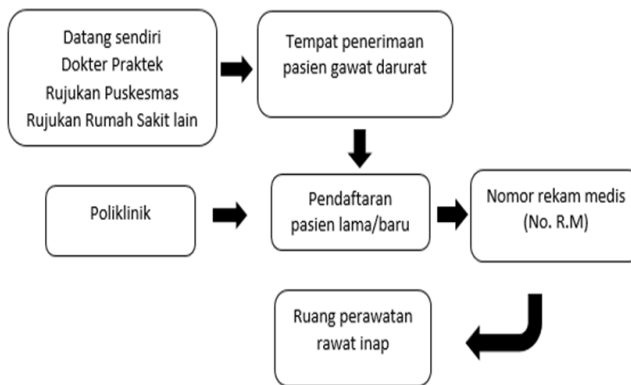 Datang sendiri
Dokter Praktek
Rujukan Puskesmas
Rujukan Rumah Sakit lain
Tempat penerimaan
pasien gawat darurat
Poliklinik
Pendaftaran
pasien lama/baru
Nomor rekam medis
(No. R.M)
Ruang perawatan
rawat inap